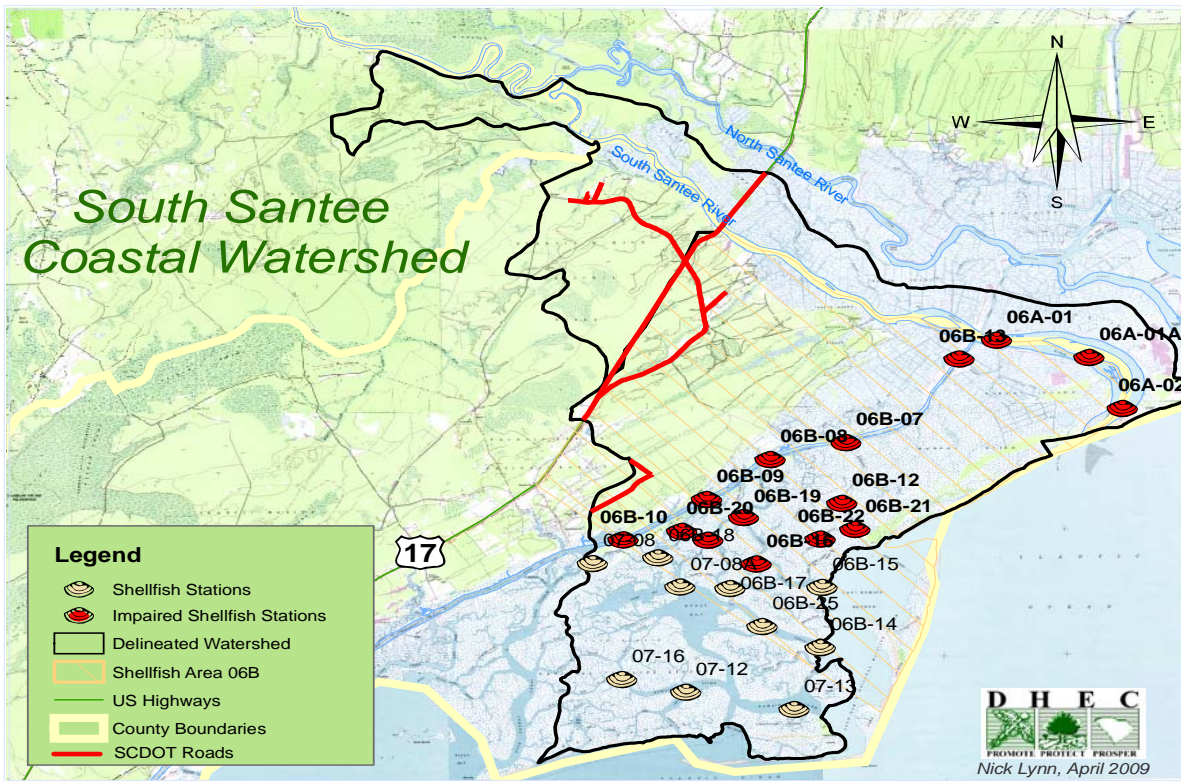 South Santee
Coastal Watershed
N
W
E
S
North Santee River
South Santee River
06A-01
06A-01A
06B-13
06A-02
06B-07
06B-08
06B-09
06B-12
06B-19
06B-21
06B-20
06B-22
06B-10
06B-18
07-08
06B-16
07-08A
06B-15
06B-17
06B-25
06B-14
07-16
07-12
07-13
17
Legend
Shellfish Stations
Impaired Shellfish Stations
Delineated Watershed
Shellfish Area 06B
US Highways
County Boundaries
SCDOT Roads
D H E C
PROMOTE PROTECT PROSPER
Nick Lynn, April 2009